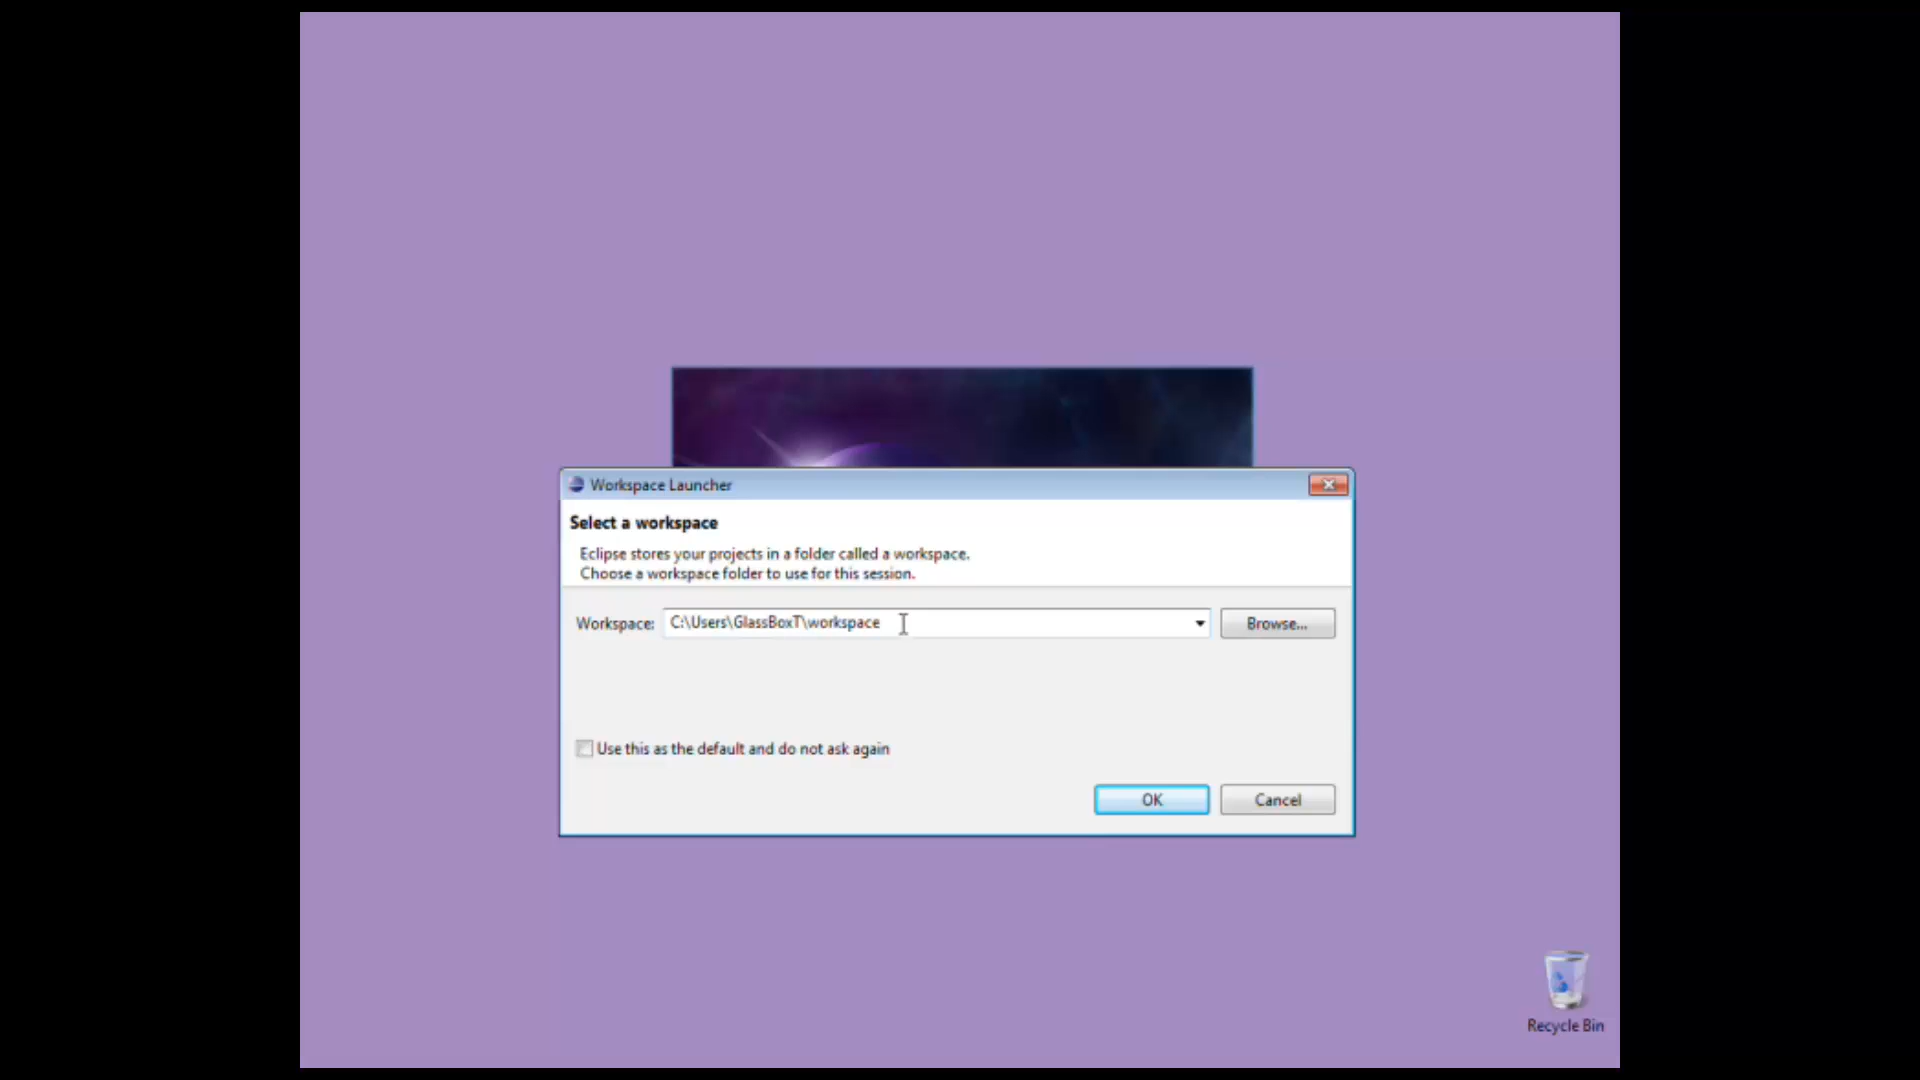 Workspace Launcher
Select a workspace
Eclipse stores your projects in a folder called a workspace.
Choose a workspace folder to use for this session.
Workspace: C:\Users\GlassBoxT\workspace Browse...
Use this as the default and do not ask again
OK Cancel
Recycle Bin